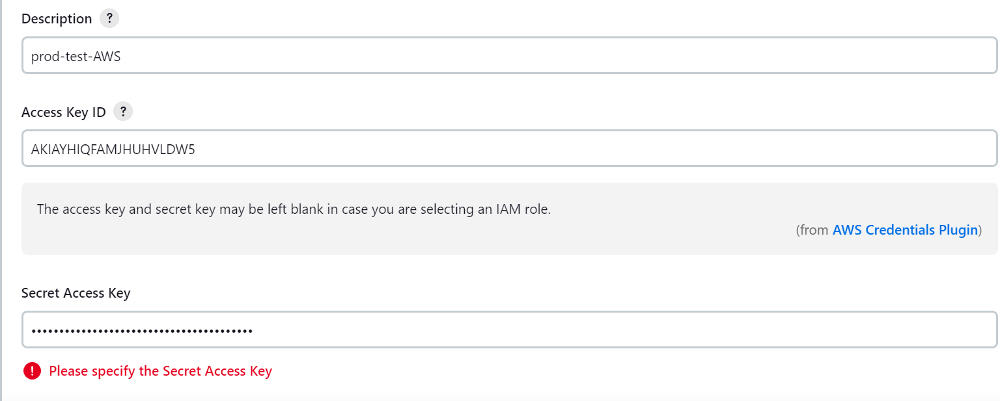 Description ?
prod-test-AWS
Access Key ID ?
AKIAYHIQFAMJHUHVLDW5
The access key and secret key may be left blank in case you are selecting an IAM role.
(from AWS Credentials Plugin)
Secret Access Key
••••••••••••••••••••••••••••••••••••••••
! Please specify the Secret Access Key